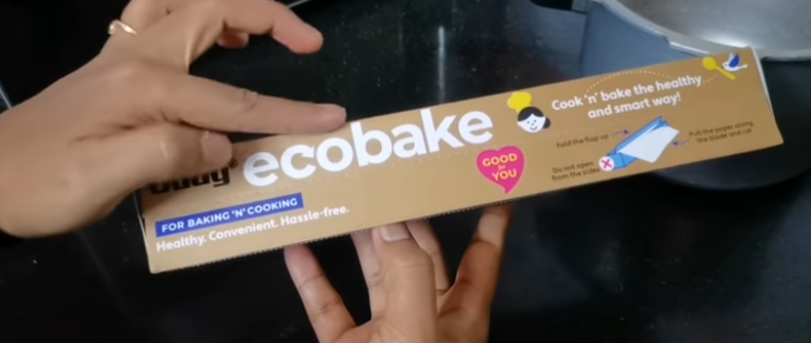 ecobake
FOR BAKING 'N' COOKING
Healthy. Convenient. Hassle-free.
GOOD
for
YOU
Cook 'n' bake the healthy
and smart way!
Fold the flap up
Do not open
from the sides
Pull the paper along
the blade and cut